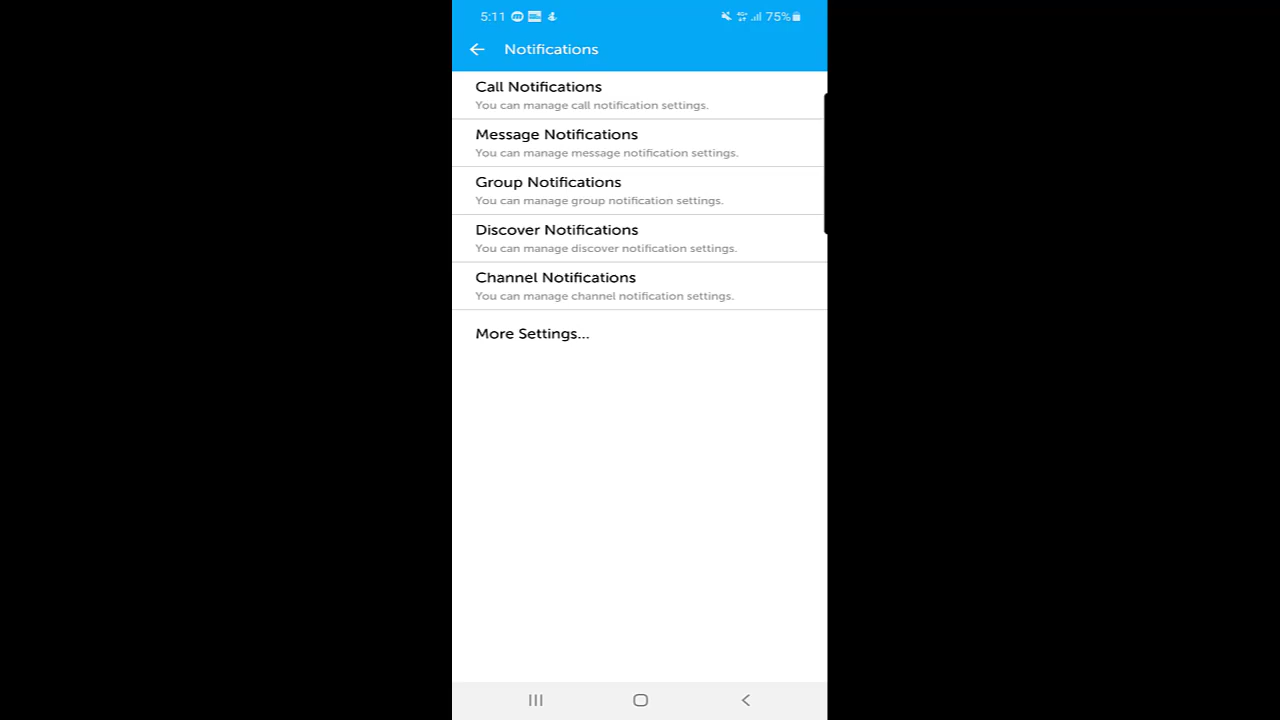 5:11 75%
Notifications
Call Notifications
You can manage call notification settings.
Message Notifications
You can manage message notification settings.
Group Notifications
You can manage group notification settings.
Discover Notifications
You can manage discover notification settings.
Channel Notifications
You can manage channel notification settings.
More Settings...